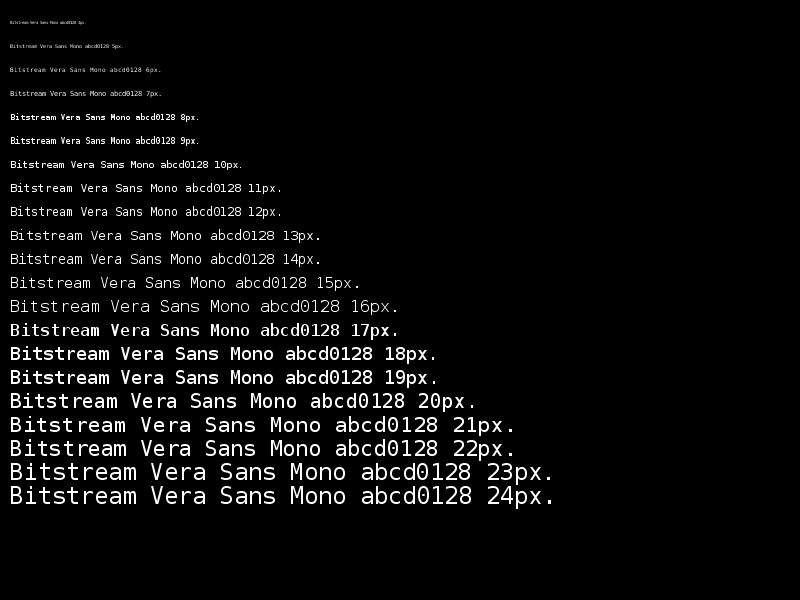 Bitstream Vera Sans Mono abcd0128 4px.
Bitstream Vera Sans Mono abcd0128 5px.
Bitstream Vera Sans Mono abcd0128 6px.
Bitstream Vera Sans Mono abcd0128 7px.
Bitstream Vera Sans Mono abcd0128 8px.
Bitstream Vera Sans Mono abcd0128 9px.
Bitstream Vera Sans Mono abcd0128 10px.
Bitstream Vera Sans Mono abcd0128 11px.
Bitstream Vera Sans Mono abcd0128 12px.
Bitstream Vera Sans Mono abcd0128 13px.
Bitstream Vera Sans Mono abcd0128 14px.
Bitstream Vera Sans Mono abcd0128 15px.
Bitstream Vera Sans Mono abcd0128 16px.
Bitstream Vera Sans Mono abcd0128 17px.
Bitstream Vera Sans Mono abcd0128 18px.
Bitstream Vera Sans Mono abcd0128 19px.
Bitstream Vera Sans Mono abcd0128 20px.
Bitstream Vera Sans Mono abcd0128 21px.
Bitstream Vera Sans Mono abcd0128 22px.
Bitstream Vera Sans Mono abcd0128 23px.
Bitstream Vera Sans Mono abcd0128 24px.